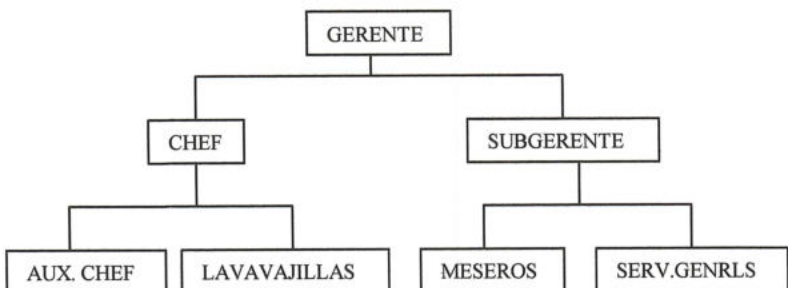 GERENTE
CHEF
SUBGERENTE
AUX. CHEF
LAVAVAJILLAS
MESEROS
SERV.GENRLS